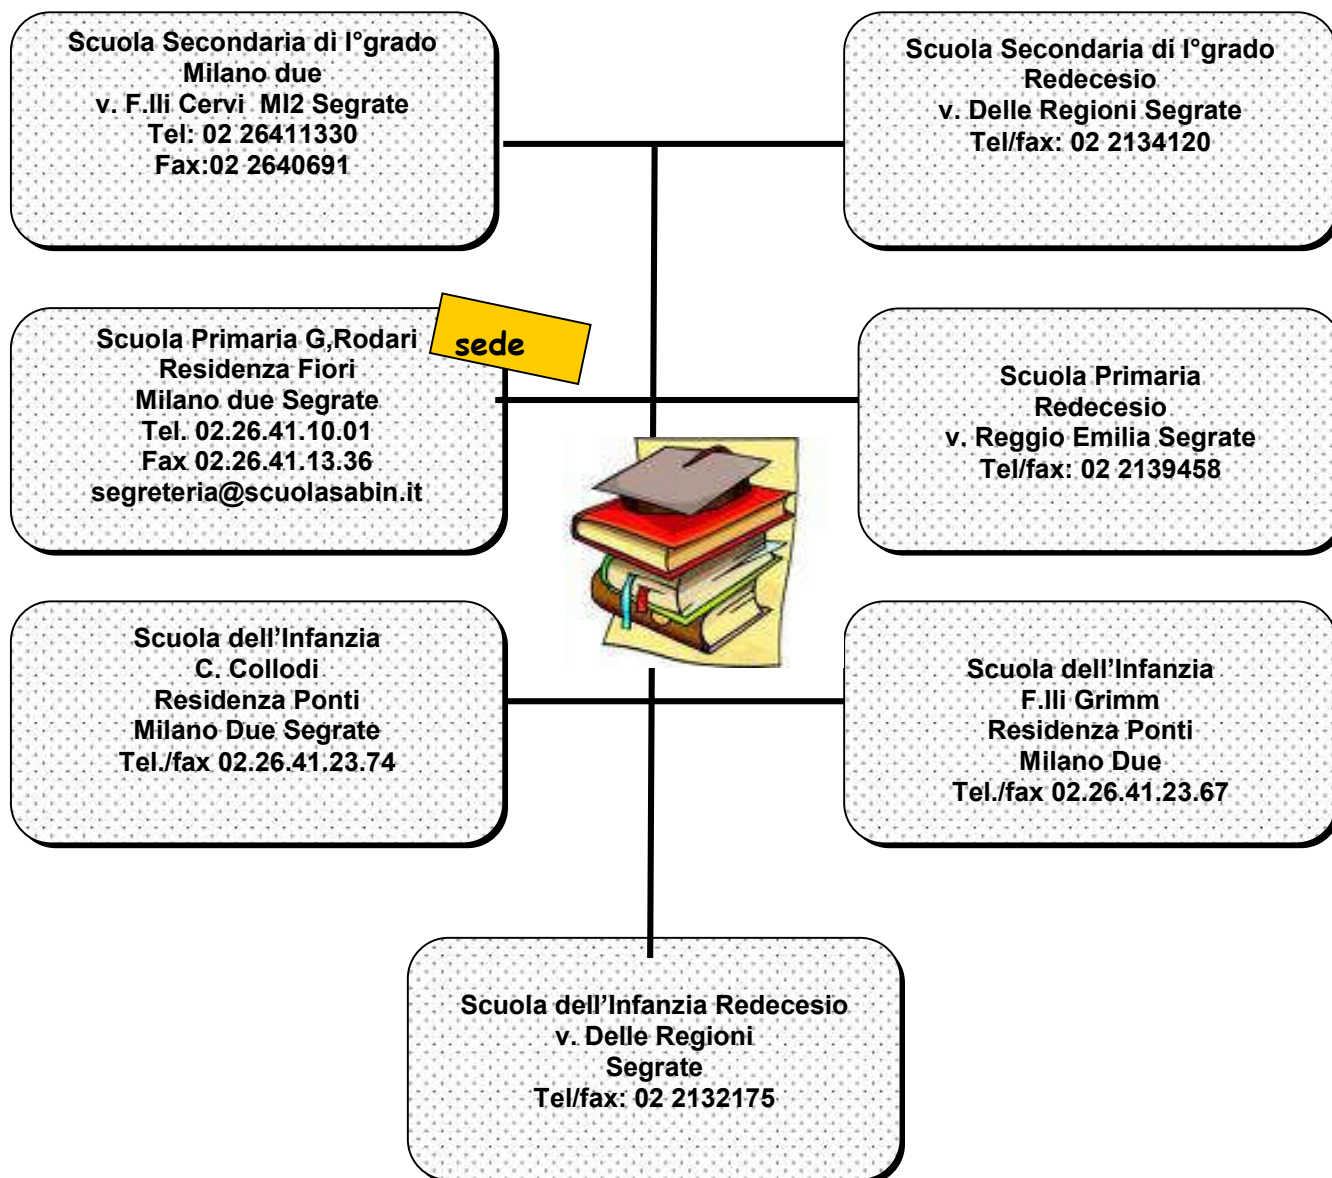 Scuola Secondaria di I°grado
Milano due
v. F.lli Cervi  MI2 Segrate
Tel: 02 26411330
Fax:02 2640691
Scuola Secondaria di I°grado
Redecesio
v. Delle Regioni Segrate
Tel/fax: 02 2134120
Scuola Primaria G,Rodari
Residenza Fiori
Milano due Segrate
Tel. 02.26.41.10.01
Fax 02.26.41.13.36
segreteria@scuolasabin.it
sede
Scuola Primaria
Redecesio
v. Reggio Emilia Segrate
Tel/fax: 02 2139458
Scuola dell’Infanzia
C. Collodi
Residenza Ponti
Milano Due Segrate
Tel./fax 02.26.41.23.74
Scuola dell’Infanzia
F.lli Grimm
Residenza Ponti
Milano Due
Tel./fax 02.26.41.23.67
Scuola dell’Infanzia Redecesio
v. Delle Regioni
Segrate
Tel/fax: 02 2132175